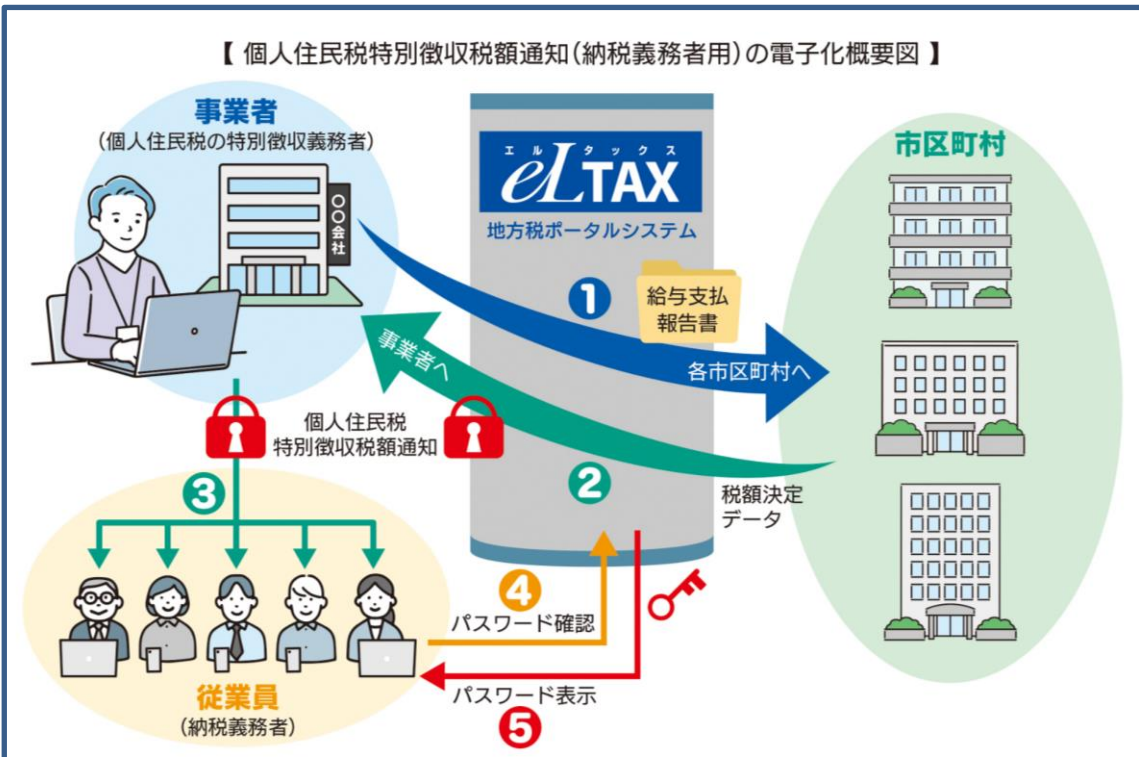 【 個人住民税特別徴収税額通知（納税義務者用）の電子化概要図 】
事業者
（個人住民税の特別徴収義務者）
〇〇会社
エルタックス
eLTAX
地方税ポータルシステム
市区町村
1
給与支払
報告書
各市区町村へ
事業者へ
個人住民税
特別徴収税額通知
2
税額決定
データ
3
4
パスワード確認
パスワード表示
5
従業員
（納税義務者）